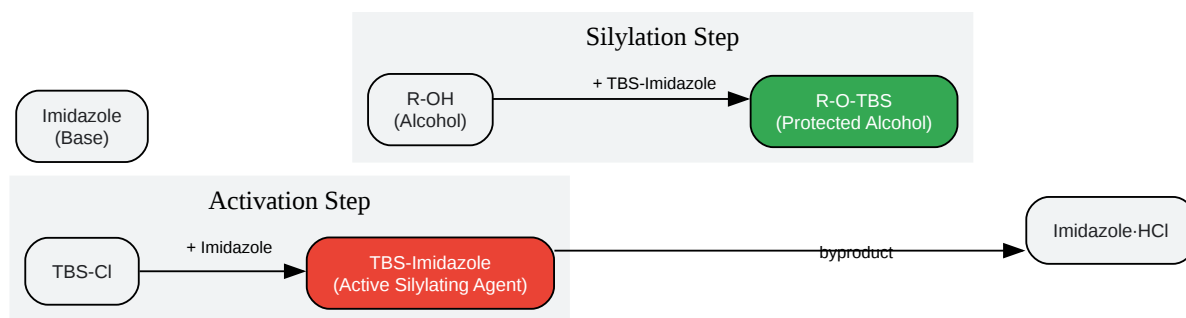 Silylation Step
R-OH
(Alcohol)
+ TBS-Imidazole
R-O-TBS
(Protected Alcohol)
Imidazole
(Base)
Activation Step
TBS-Cl
+ Imidazole
TBS-Imidazole
(Active Silylating Agent)
byproduct
Imidazole·HCl